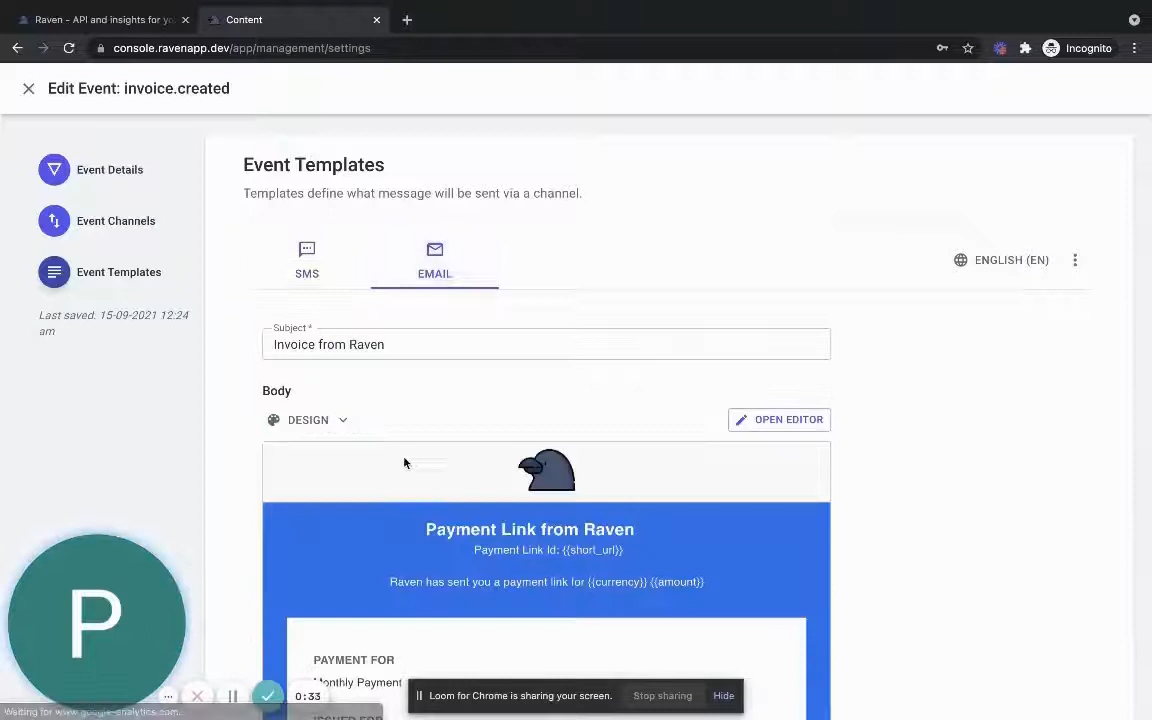 Raven - API and insights for yo
Content
console.ravenapp.dev/app/management/settings
Incognito
Edit Event: invoice.created
Event Details
Event Channels
Event Templates
Last saved: 15-09-2021 12:24
am
Event Templates
Templates define what message will be sent via a channel.
SMS
EMAIL
ENGLISH (EN)
Subject *
Invoice from Raven
Body
DESIGN
OPEN EDITOR
Payment Link from Raven
Payment Link Id: {{short_url}}
Raven has sent you a payment link for {{currency}} {{amount}}
PAYMENT FOR
Monthly Payment
ISSUED FOR
P
0:33
Loom for Chrome is sharing your screen.
Stop sharing
Hide
Waiting for www.google-analytics.com...